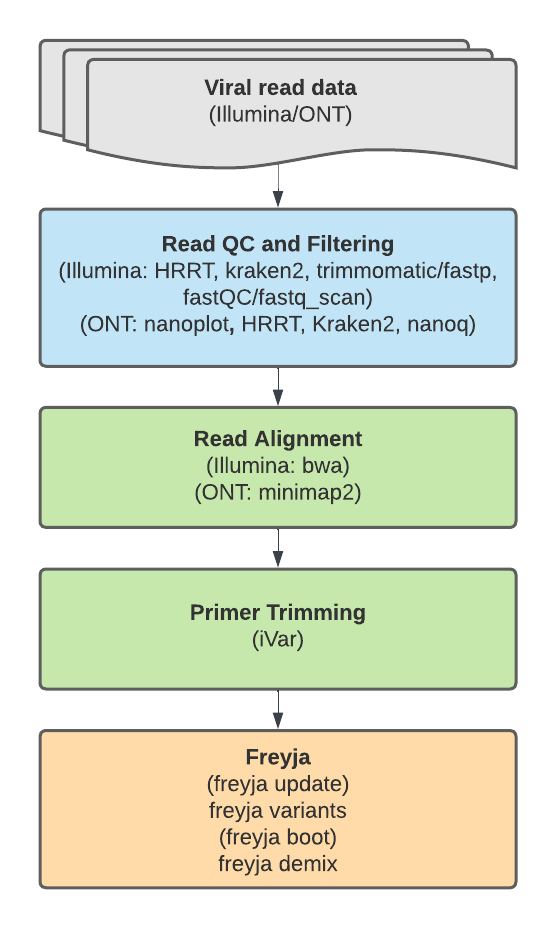 Viral read data
(Illumina/ONT)
Read QC and Filtering
(Illumina: HRRT, kraken2, trimmomatic/fastp,
fastQC/fastq_scan)
(ONT: nanoplot, HRRT, Kraken2, nanoq)
Read Alignment
(Illumina: bwa)
(ONT: minimap2)
Primer Trimming
(iVar)
Freyja
(freyja update)
freyja variants
(freyja boot)
freyja demix